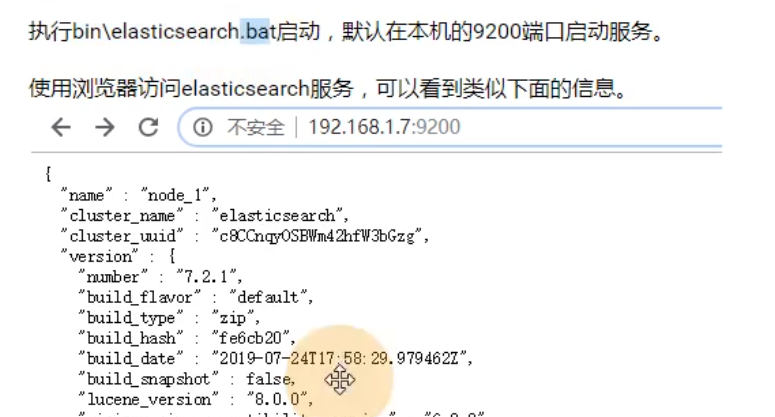 执行bin\elasticsearch.bat启动，默认在本机的9200端口启动服务。
使用浏览器访问elasticsearch服务，可以看到类似下面的信息。
不安全 | 192.168.1.7:9200
{
"name" : "node_1",
"cluster_name" : "elasticsearch",
"cluster_uuid" : "c8CCnqyOSBWm42hfW3bGzg",
"version" : {
"number" : "7.2.1",
"build_flavor" : "default",
"build_type" : "zip",
"build_hash" : "fe6cb20",
"build_date" : "2019-07-24T17:58:29.979462Z",
"build_snapshot" : false,
"lucene_version" : "8.0.0",